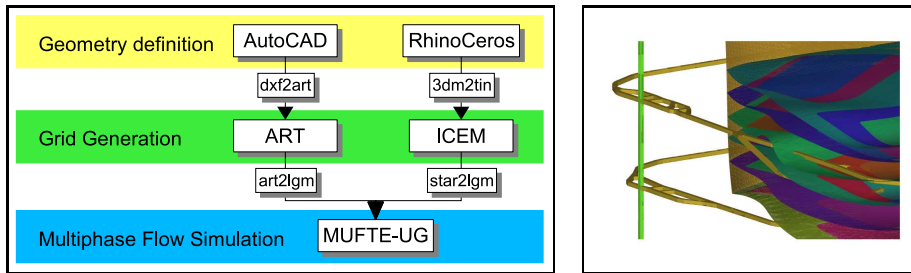 Geometry definition
AutoCAD
RhinoCeros
dxf2art
3dm2tin
Grid Generation
ART
ICEM
art2lgm
star2lgm
Multiphase Flow Simulation
MUFTE-UG